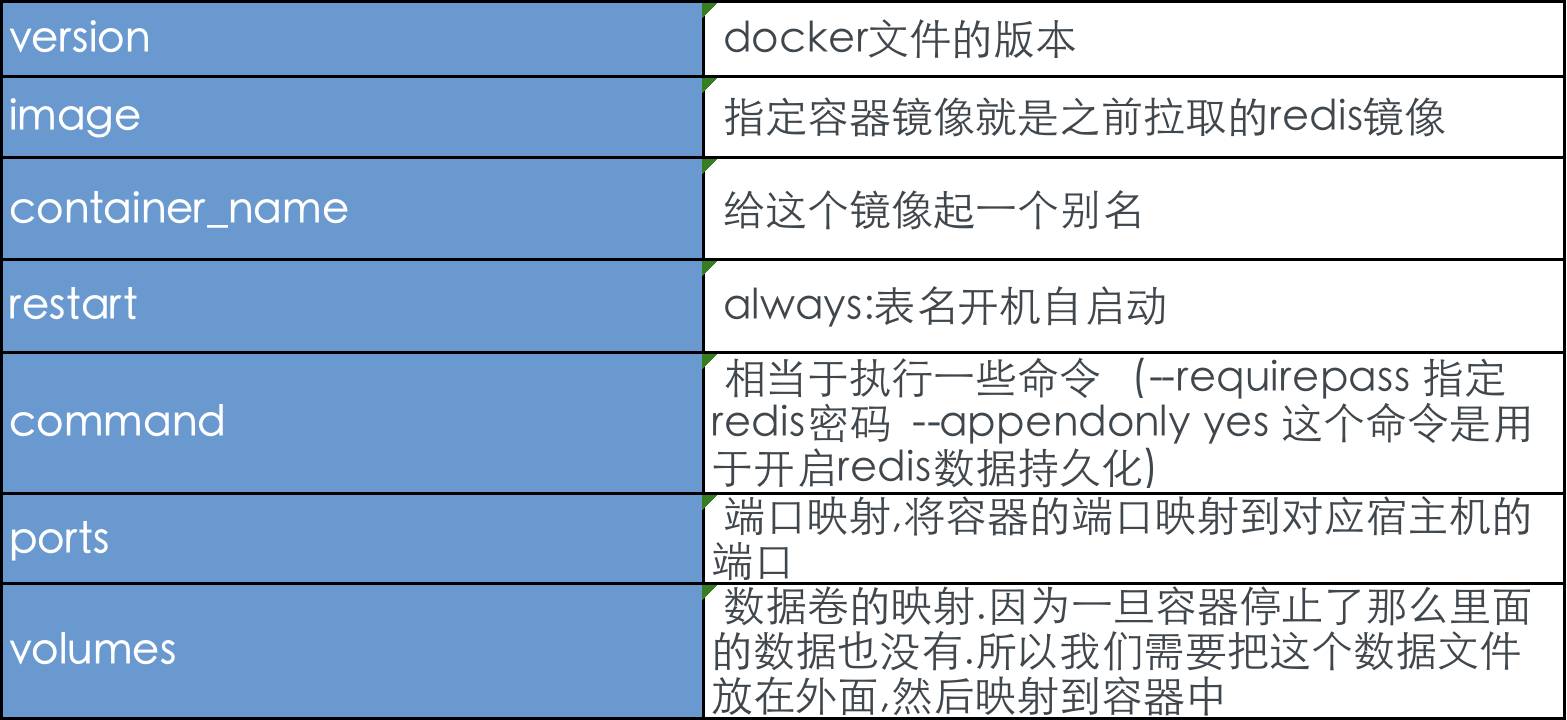 version
docker文件的版本
image
指定容器镜像就是之前拉取的redis镜像
container_name
给这个镜像起一个别名
restart
always:表名开机自启动
command
相当于执行一些命令 (--requirepass 指定
redis密码 --appendonly yes 这个命令是用
于开启redis数据持久化)
ports
端口映射,将容器的端口映射到对应宿主机的
端口
volumes
数据卷的映射.因为一旦容器停止了那么里面
的数据也没有.所以我们需要把这个数据文件
放在外面,然后映射到容器中